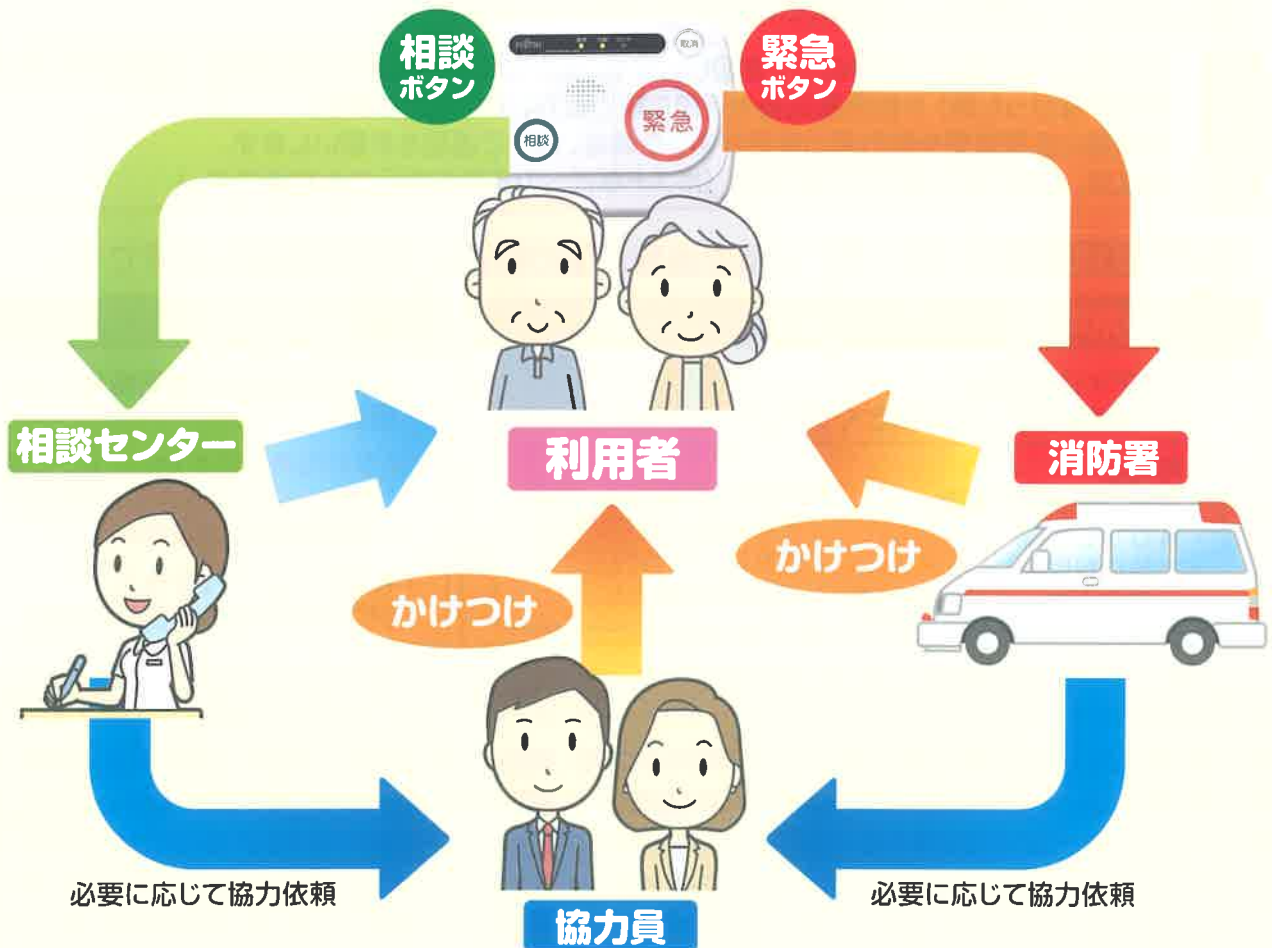 相談
ボタン
FUJITSU
取消
緊急
相談
緊急
ボタン
相談センター
利用者
消防署
かけつけ
かけつけ
必要に応じて協力依頼
必要に応じて協力依頼
協力員